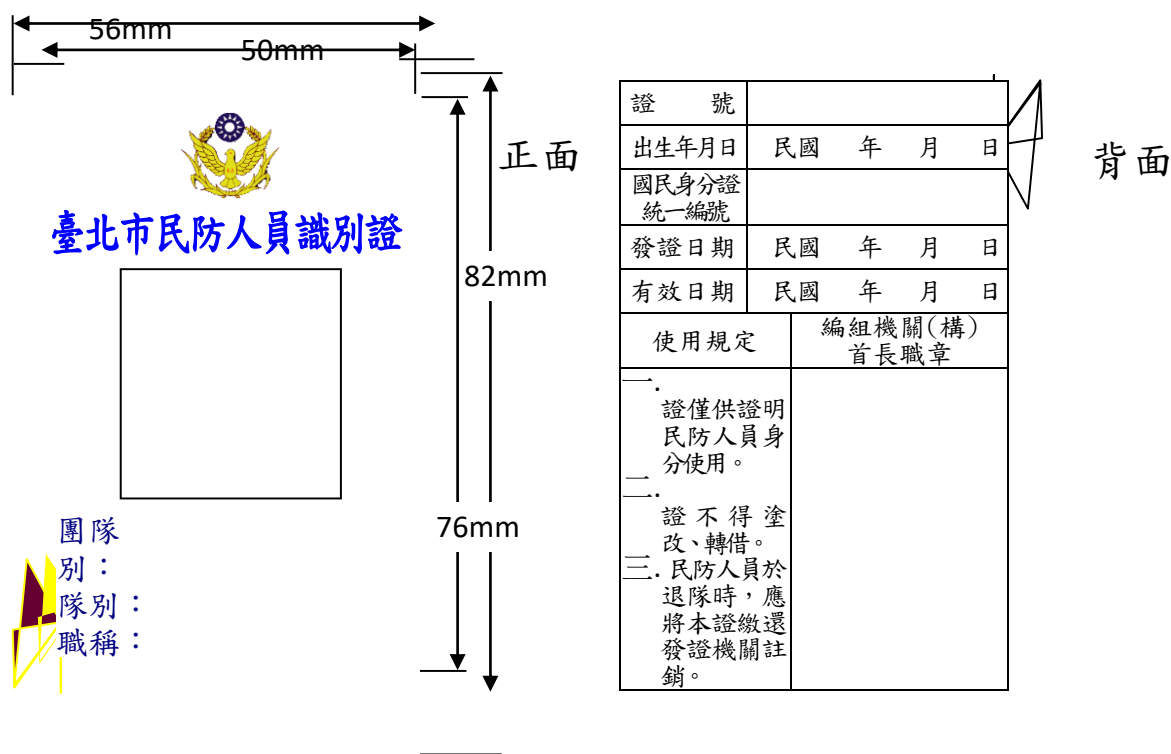 56mm
50mm
正面
臺北市民防人員識別證
82mm
76mm
團隊
別：
隊別：
職稱：
背面
證 號
出生年月日 民國 年 月 日
國民身分證
統一編號
發證日期 民國 年 月 日
有效日期 民國 年 月 日
使用規定
編組機關(構)
首長職章
一.
證僅供證明
民防人員身
分使用。
二.
證不得塗
改、轉借。
三.民防人員於
退隊時，應
將本證繳還
發證機關註
銷。